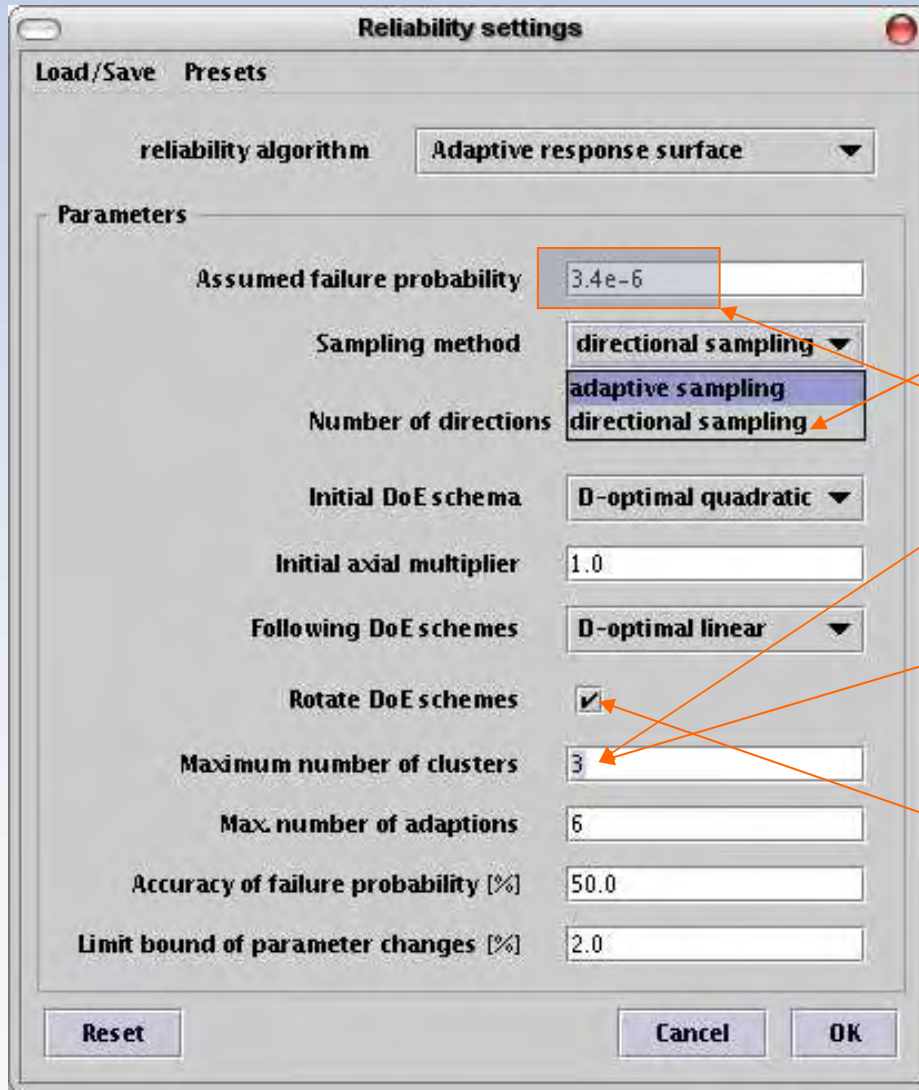 Reliability settings
Load/Save Presets
reliability algorithm Adaptive response surface
Parameters
Assumed failure probability 3.4e-6
Sampling method directional sampling
adaptive sampling
Number of directions directional sampling
Initial DoE schema D-optimal quadratic
Initial axial multiplier 1.0
Following DoE schemes D-optimal linear
Rotate DoE schemes
Maximum number of clusters 3
Max. number of adaptions 6
Accuracy of failure probability [%] 50.0
Limit bound of parameter changes [%] 2.0
Reset Cancel OK